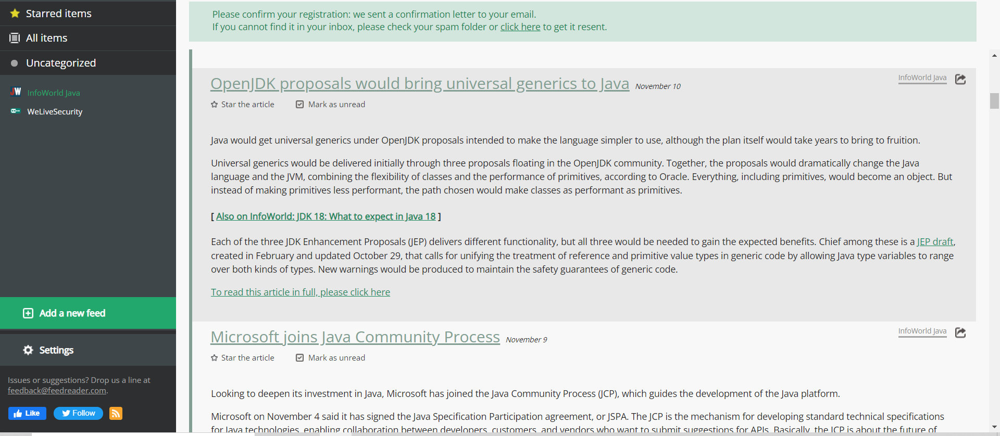 Starred items
All items
Uncategorized
JW InfoWorld Java
WeLiveSecurity
Add a new feed
Settings
Issues or suggestions? Drop us a line at
feedback@feedreader.com.
Like Follow
Please confirm your registration: we sent a confirmation letter to your email.
If you cannot find it in your inbox, please check your spam folder or click here to get it resent.
OpenJDK proposals would bring universal generics to Java November 10 InfoWorld Java
Star the article Mark as unread
Java would get universal generics under OpenJDK proposals intended to make the language simpler to use, although the plan itself would take years to bring to fruition.
Universal generics would be delivered initially through three proposals floating in the OpenJDK community. Together, the proposals would dramatically change the Java
language and the JVM, combining the flexibility of classes and the performance of primitives, according to Oracle. Everything, including primitives, would become an object. But
instead of making primitives less performant, the path chosen would make classes as performant as primitives.
[ Also on InfoWorld: JDK 18: What to expect in Java 18 ]
Each of the three JDK Enhancement Proposals (JEP) delivers different functionality, but all three would be needed to gain the expected benefits. Chief among these is a JEP draft,
created in February and updated October 29, that calls for unifying the treatment of reference and primitive value types in generic code by allowing Java type variables to range
over both kinds of types. New warnings would be produced to maintain the safety guarantees of generic code.
To read this article in full, please click here
Microsoft joins Java Community Process November 9 InfoWorld Java
Star the article Mark as unread
Looking to deepen its investment in Java, Microsoft has joined the Java Community Process (JCP), which guides the development of the Java platform.
Microsoft on November 4 said it has signed the Java Specification Participation agreement, or JSPA. The JCP is the mechanism for developing standard technical specifications
for Java technologies, enabling collaboration between developers, customers, and vendors who want to submit suggestions for APIs. Basically, the JCP is about the future of